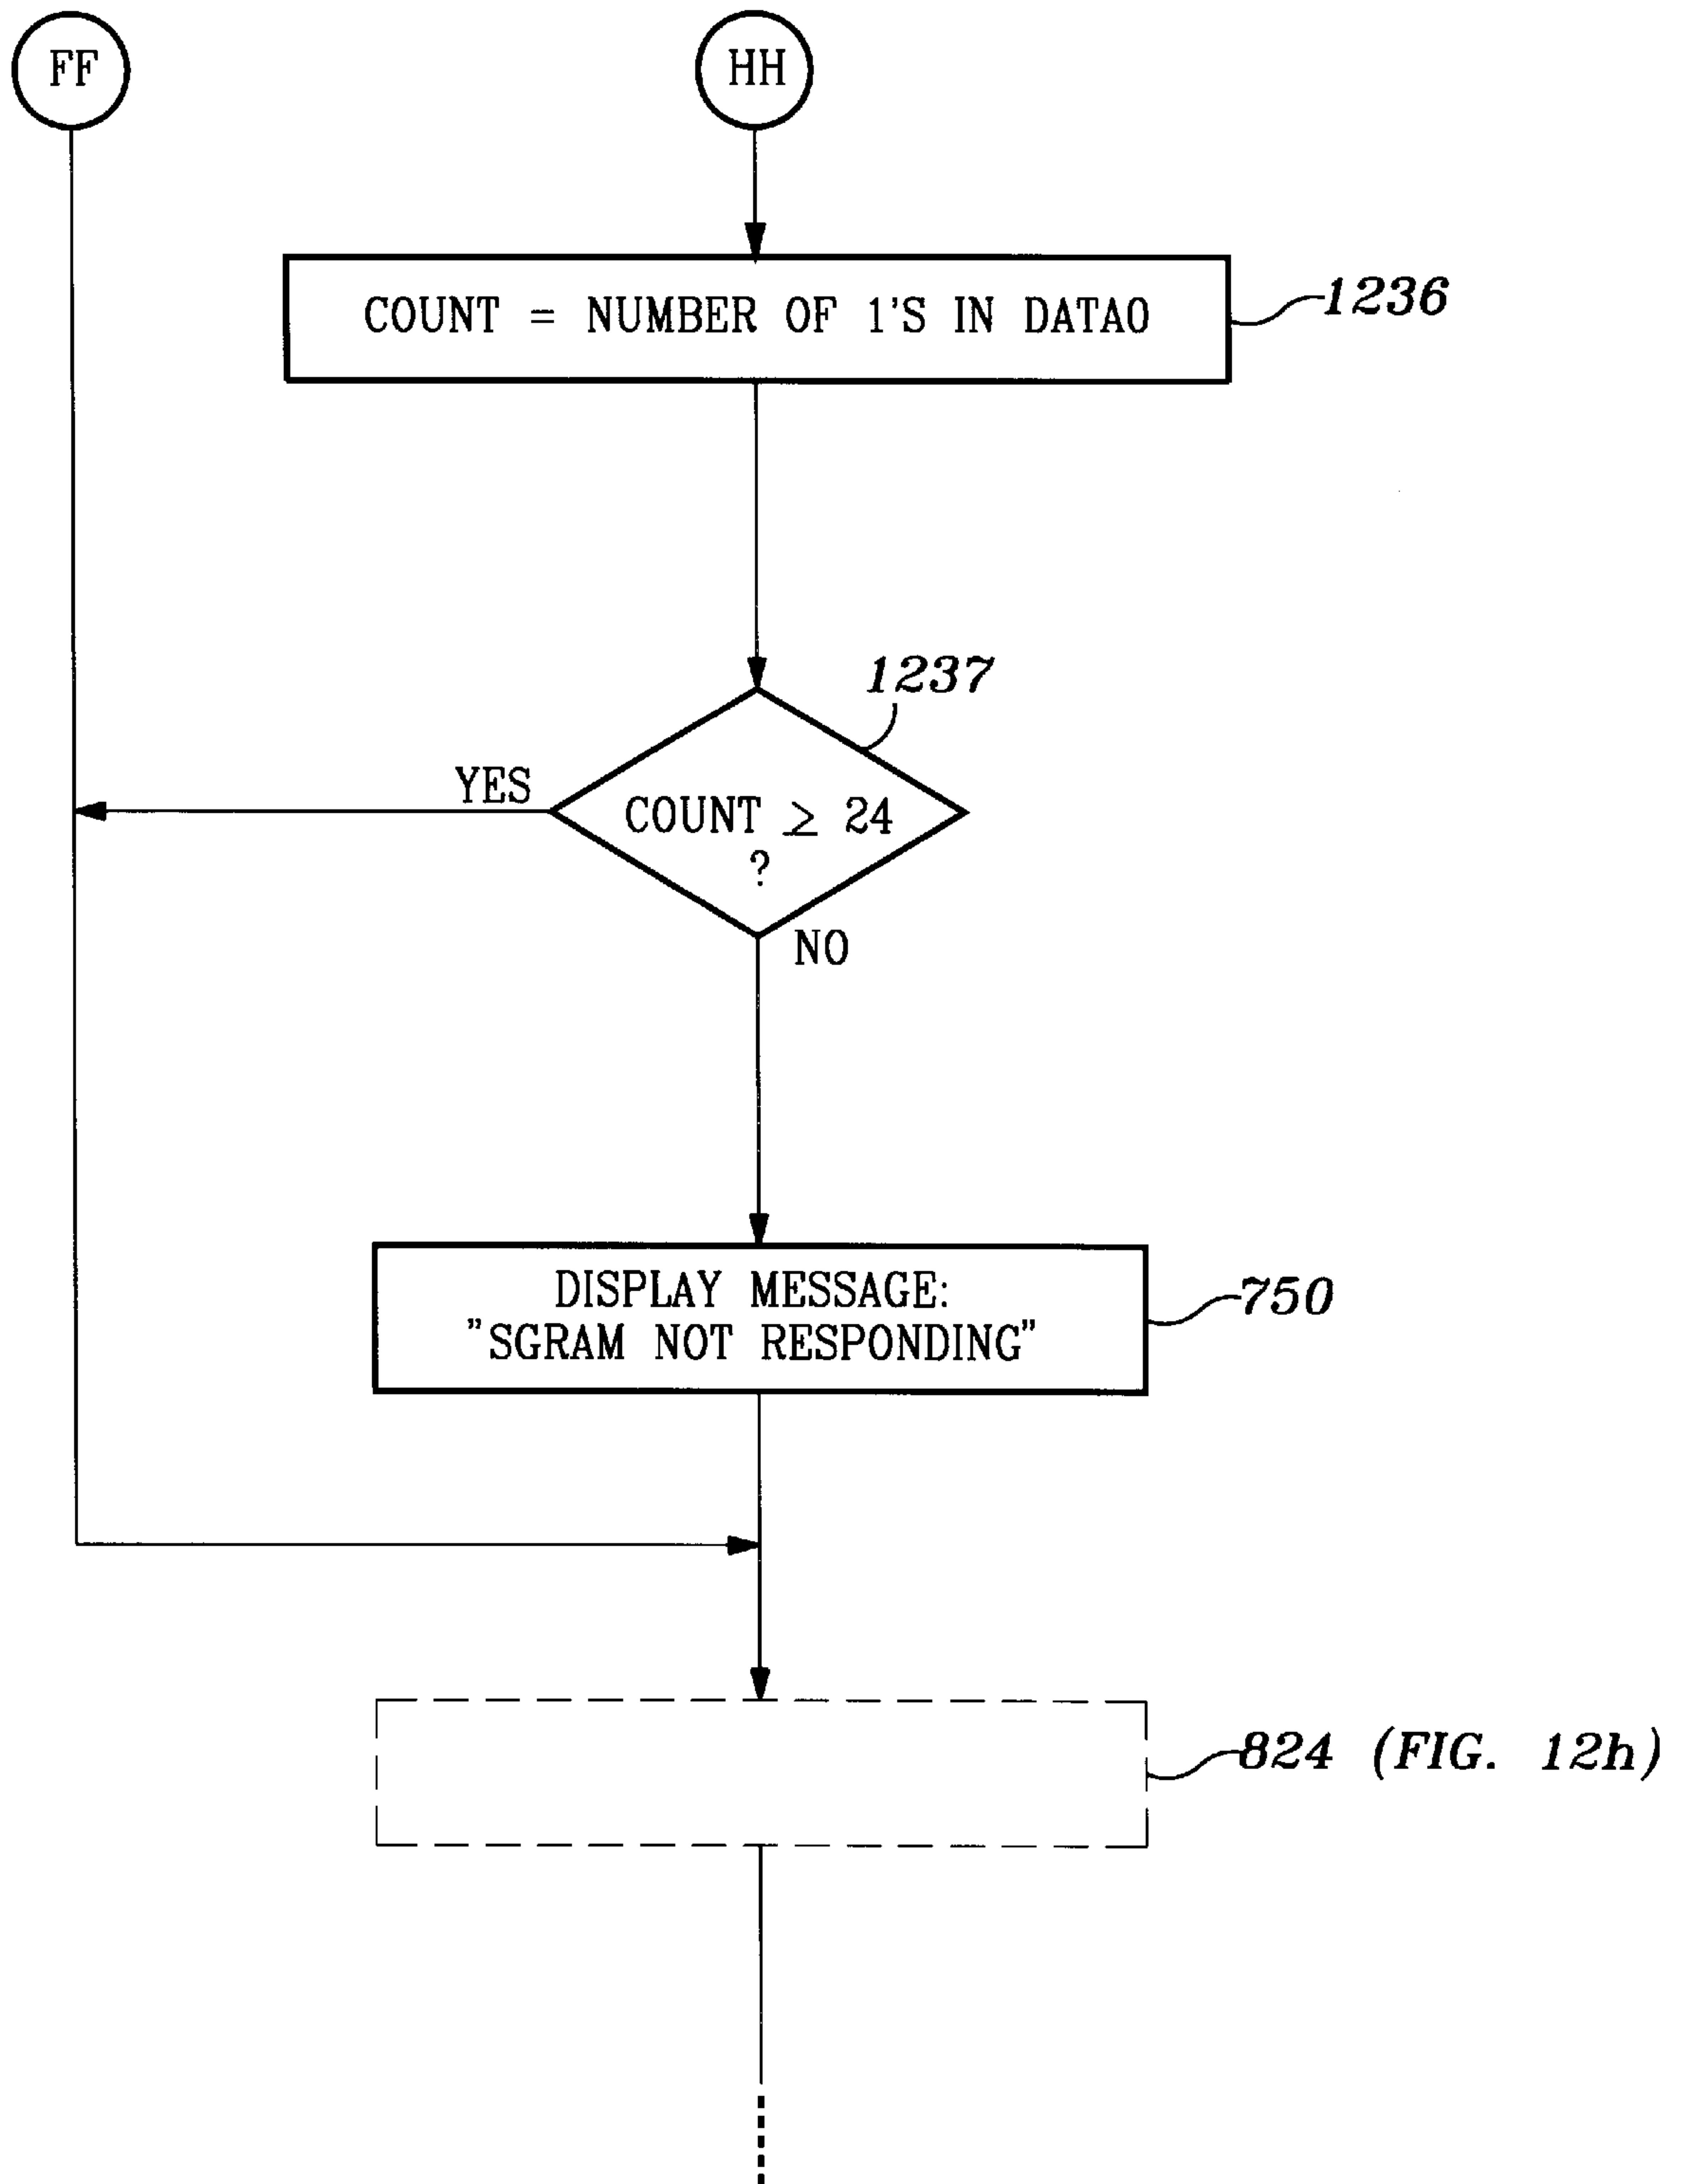 FF
HH
COUNT = NUMBER OF 1'S IN DATA0
1236
1237
YES
COUNT ≥ 24
?
NO
DISPLAY MESSAGE:
"SGRAM NOT RESPONDING"
750
824 (FIG. 12h)